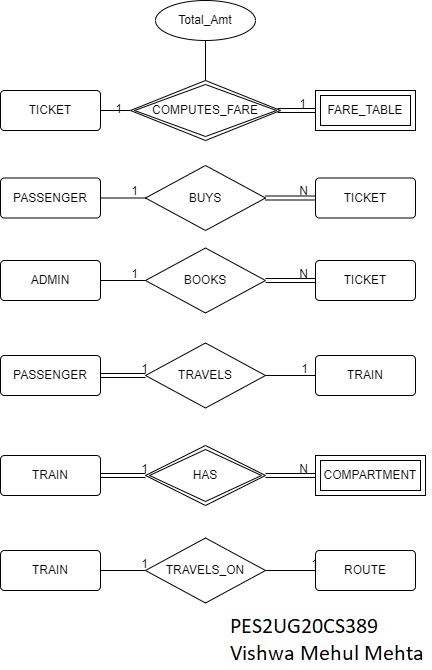 Total_Amt
TICKET 1 COMPUTES_FARE 1 FARE_TABLE
PASSENGER 1 BUYS N TICKET
ADMIN 1 BOOKS N TICKET
PASSENGER 1 TRAVELS 1 TRAIN
TRAIN 1 HAS N COMPARTMENT
TRAIN 1 TRAVELS_ON 1 ROUTE
PES2UG20CS389
Vishwa Mehul Mehta